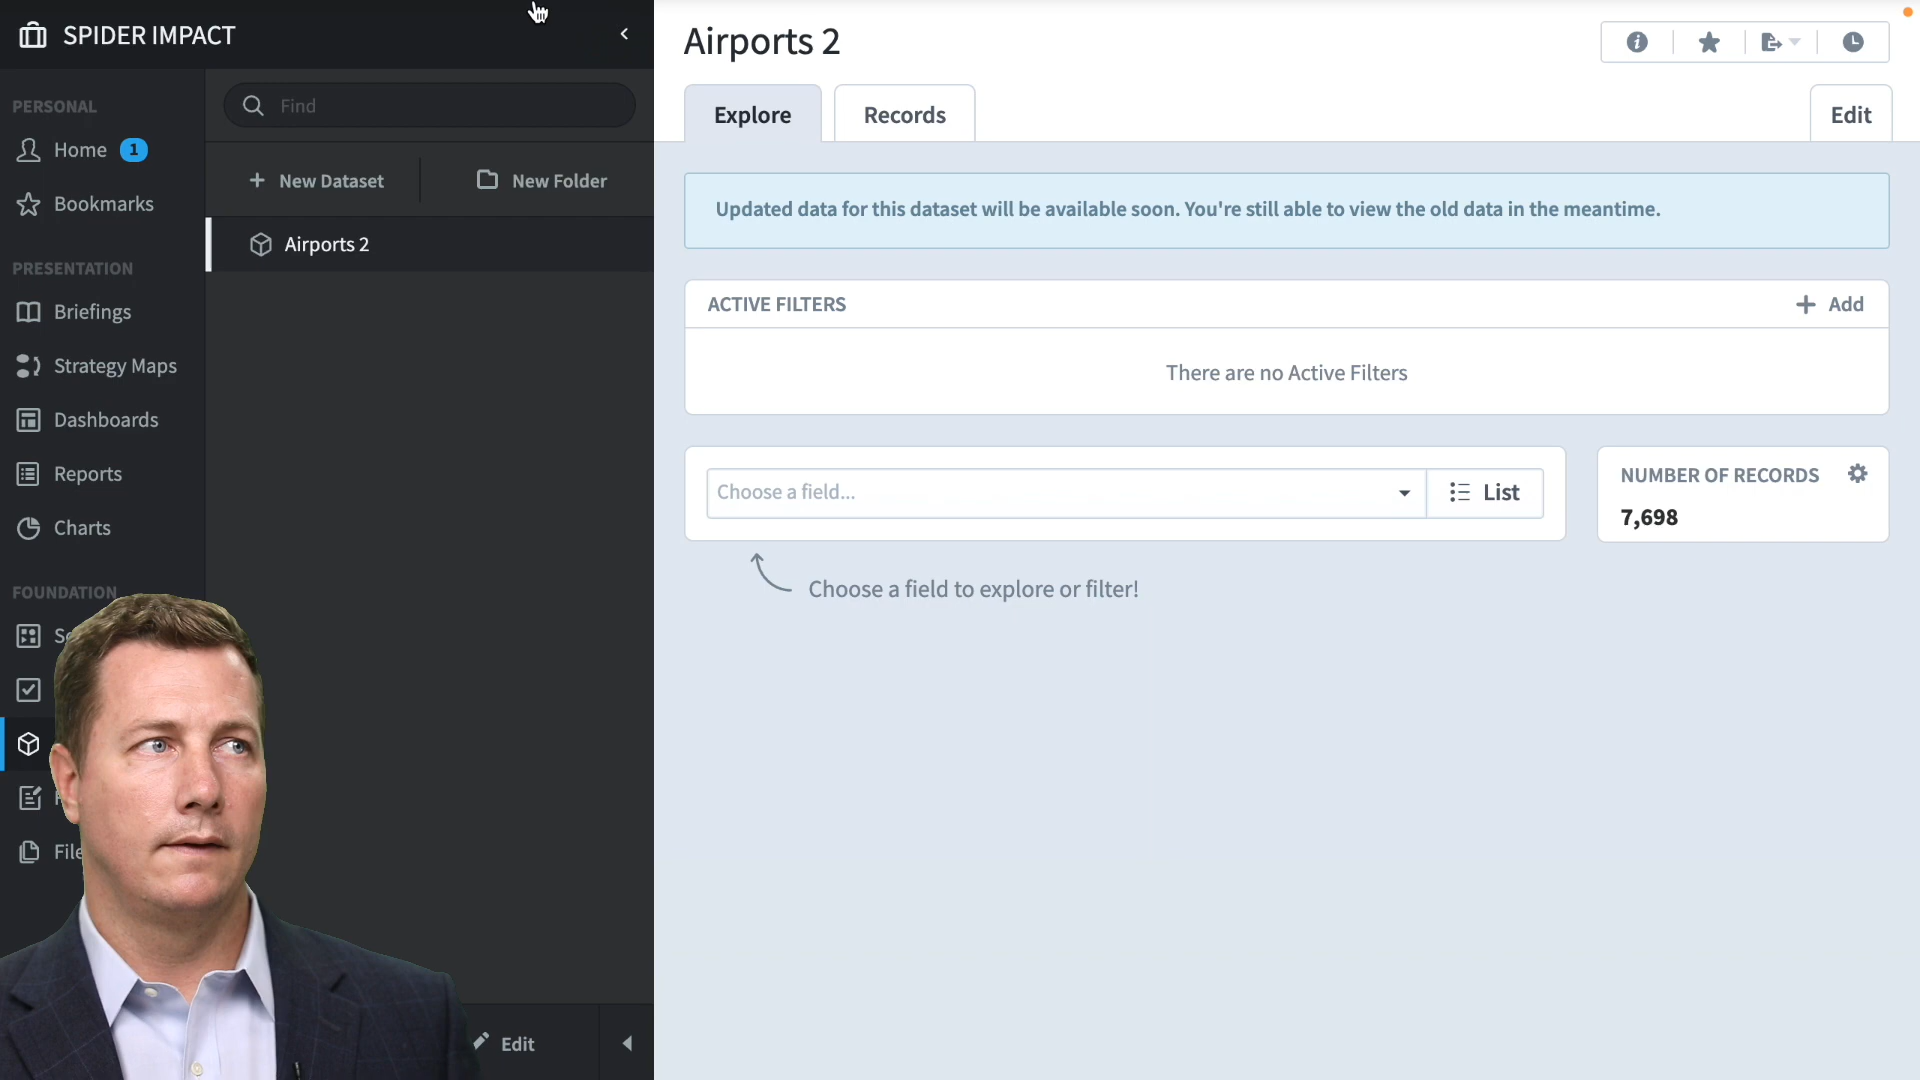 SPIDER IMPACT
PERSONAL
Home 1
Bookmarks
PRESENTATION
Briefings
Strategy Maps
Dashboards
Reports
Charts
FOUNDATION
Find
+ New Dataset
New Folder
Airports 2
Edit
Airports 2
Explore
Records
Edit
Updated data for this dataset will be available soon. You're still able to view the old data in the meantime.
ACTIVE FILTERS
+ Add
There are no Active Filters
Choose a field...
List
NUMBER OF RECORDS
7,698
Choose a field to explore or filter!